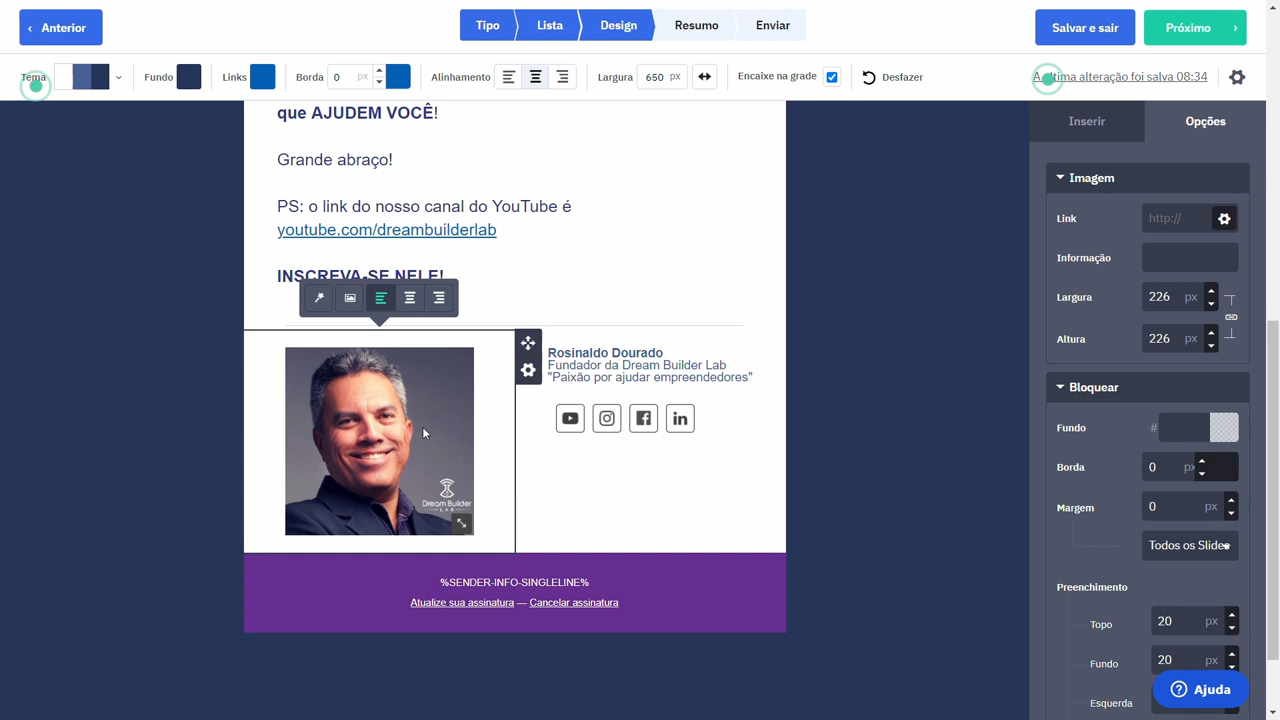 ‹ Anterior
Tipo
Lista
Design
Resumo
Enviar
Salvar e sair
Próximo ›
Tema
Fundo
Links
Borda 0 px
Alinhamento
Largura 650 px
Encaixe na grade
Desfazer
última alteração foi salva 08:34
que AJUDEM VOCÊ!
Grande abraço!
PS: o link do nosso canal do YouTube é
youtube.com/dreambuilderlab
INSCREVA-SE NELE!
Rosinaldo Dourado
Fundador da Dream Builder Lab
"Paixão por ajudar empreendedores"
Dream Builder
LAB
%SENDER-INFO-SINGLELINE%
Atualize sua assinatura — Cancelar assinatura
Inserir
Opções
Imagem
Link http://
Informação
Largura 226 px
Altura 226 px
Bloquear
Fundo #
Borda 0 px
Margem 0 px
Todos os Slides
Preenchimento
Topo 20 px
Fundo 20 px
Esquerda
Ajuda